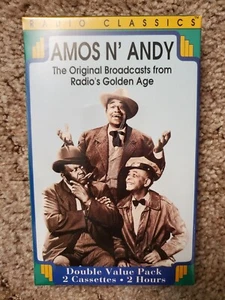 RADIO CLASSICS
AMOS N' ANDY
The Original Broadcasts from
Radio's Golden Age
Double Value Pack
2 Cassettes • 2 Hours